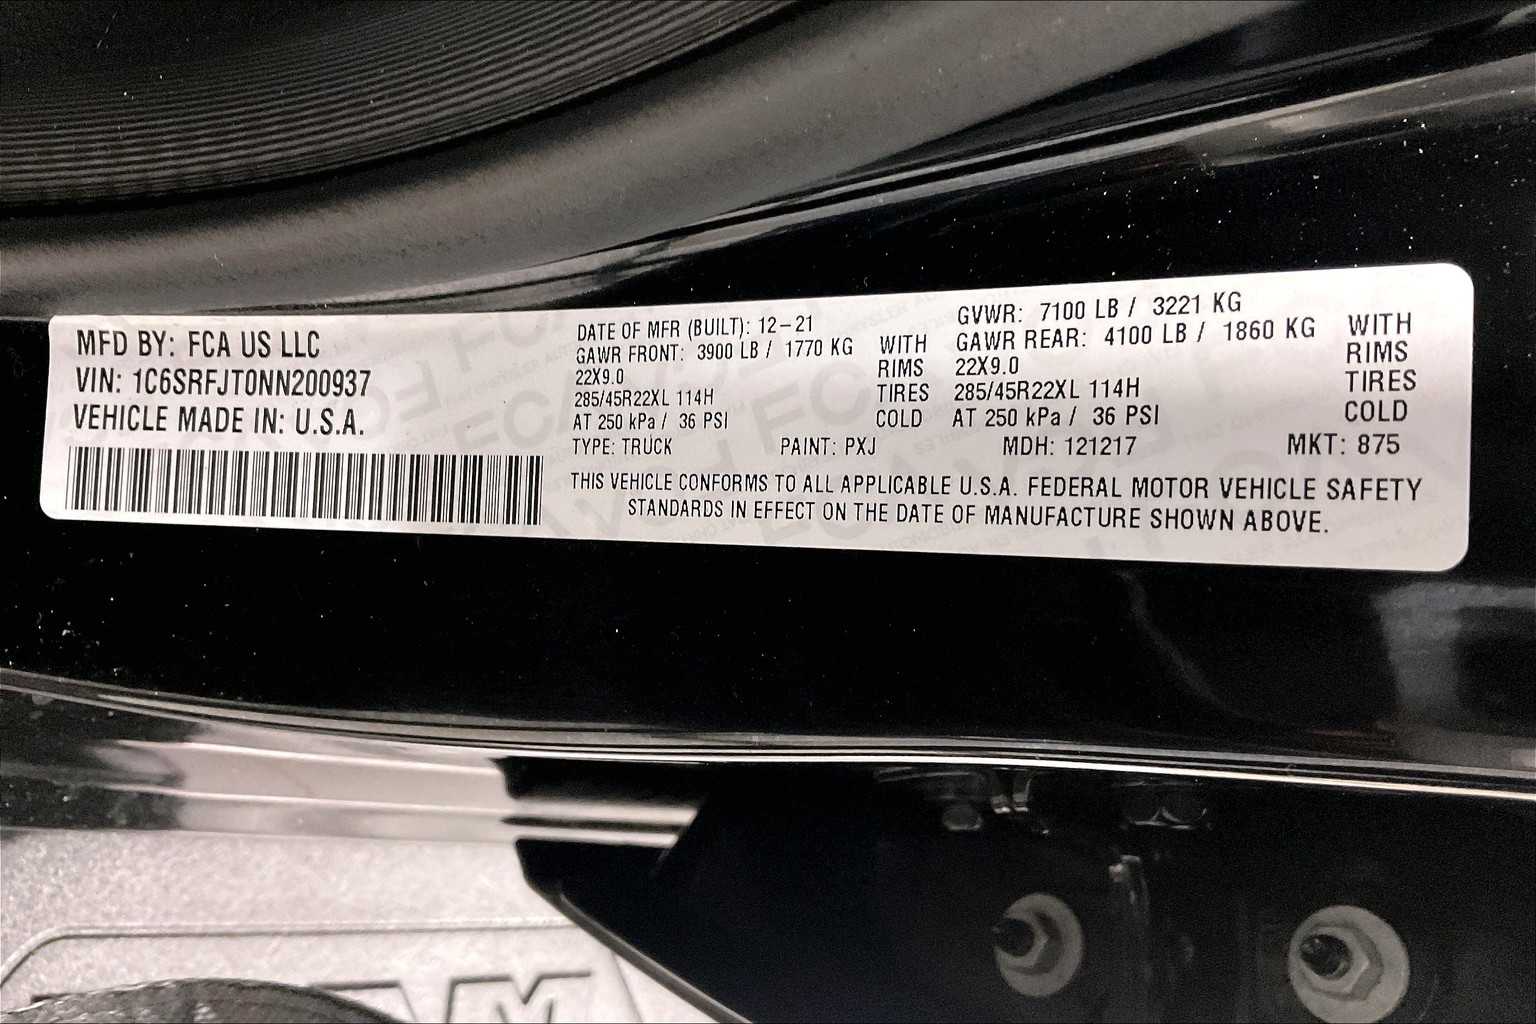 MFD BY: FCA US LLC
VIN: 1C6SRFJT0NN200937
VEHICLE MADE IN: U.S.A.
DATE OF MFR (BUILT): 12-21
GAWR FRONT: 3900 LB / 1770 KG WITH
22X9.0 RIMS
285/45R22XL 114H TIRES
AT 250 kPa / 36 PSI COLD
GVWR: 7100 LB / 3221 KG
GAWR REAR: 4100 LB / 1860 KG WITH
22X9.0 RIMS
285/45R22XL 114H TIRES
AT 250 kPa / 36 PSI COLD
TYPE: TRUCK PAINT: PXJ MDH: 121217 MKT: 875
THIS VEHICLE CONFORMS TO ALL APPLICABLE U.S.A. FEDERAL MOTOR VEHICLE SAFETY
STANDARDS IN EFFECT ON THE DATE OF MANUFACTURE SHOWN ABOVE.